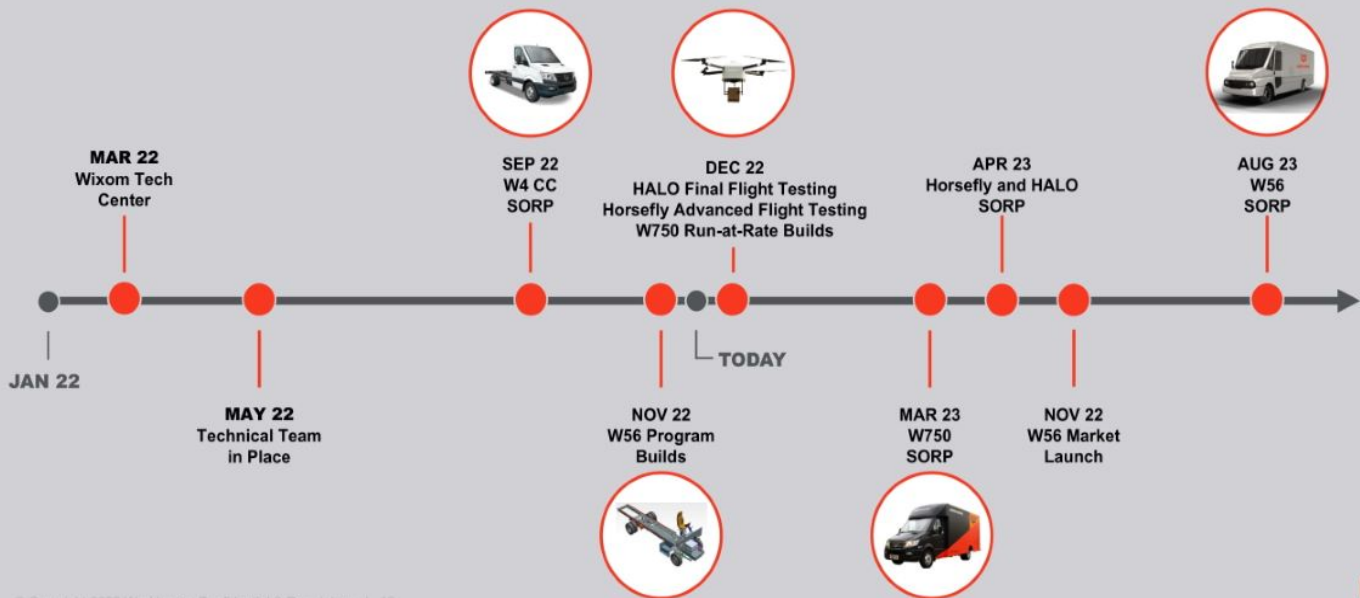 MAR 22
Wixom Tech
Center
SEP 22
W4 CC
SORP
DEC 22
HALO Final Flight Testing
Horsefly Advanced Flight Testing
W750 Run-at-Rate Builds
APR 23
Horsefly and HALO
SORP
AUG 23
W56
SORP
JAN 22
TODAY
MAY 22
Technical Team
in Place
NOV 22
W56 Program
Builds
MAR 23
W750
SORP
NOV 22
W56 Market
Launch